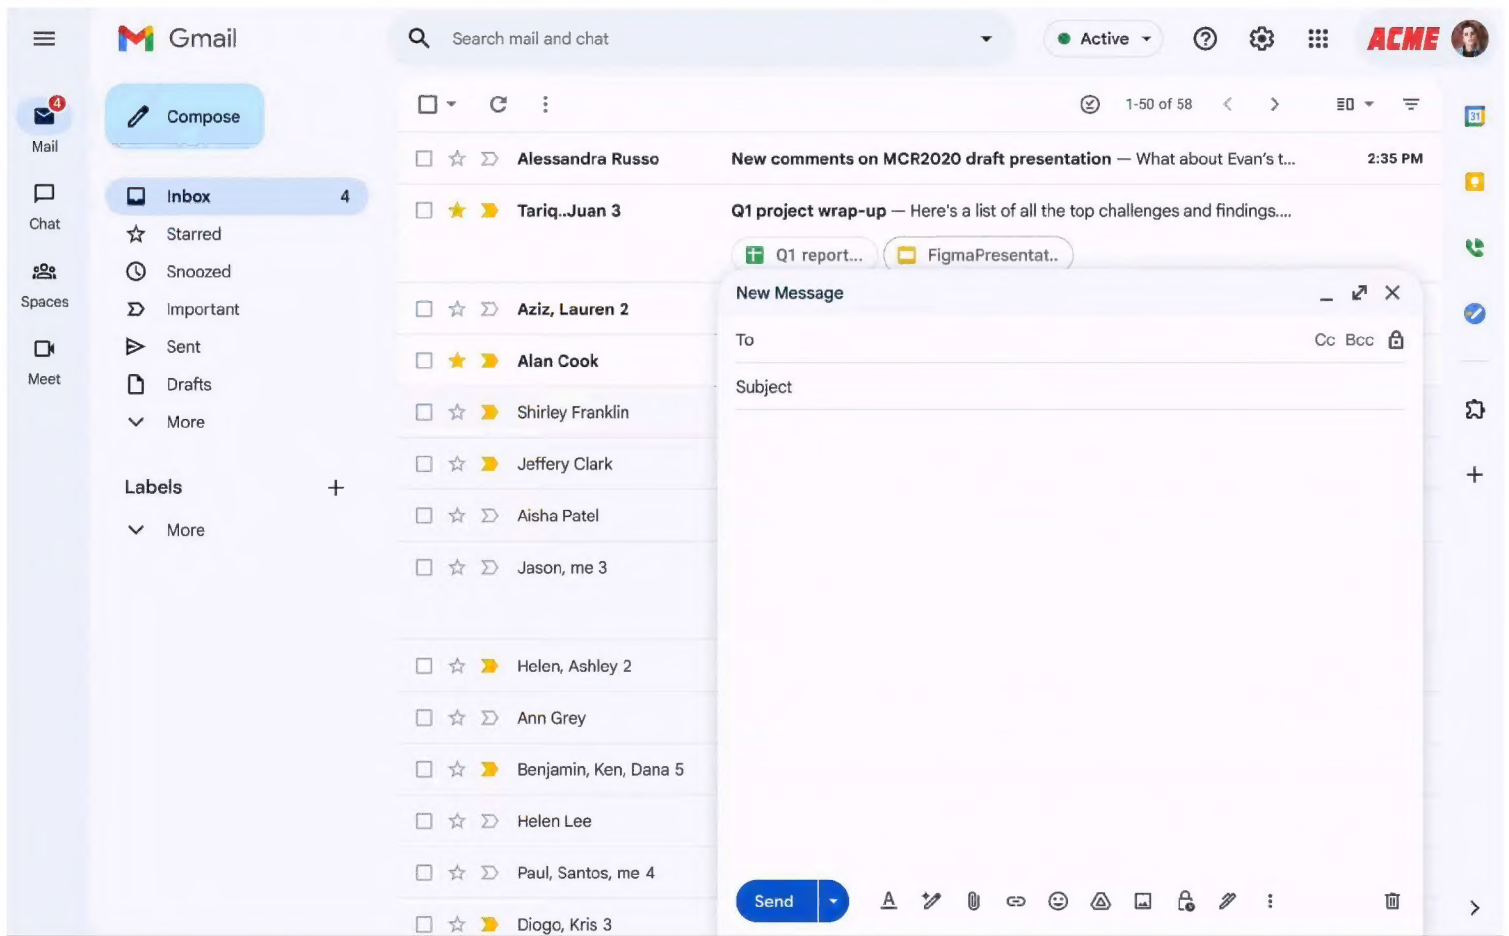 Gmail
Search mail and chat
Active
ACME
4
Mail
Chat
Spaces
Meet
Compose
Inbox 4
Starred
Snoozed
Important
Sent
Drafts
More
Labels
More
1-50 of 58
Alessandra Russo New comments on MCR2020 draft presentation — What about Evan's t... 2:35 PM
Tariq..Juan 3 Q1 project wrap-up — Here's a list of all the top challenges and findings....
Q1 report... FigmaPresentat..
Aziz, Lauren 2
Alan Cook
Shirley Franklin
Jeffery Clark
Aisha Patel
Jason, me 3
Helen, Ashley 2
Ann Grey
Benjamin, Ken, Dana 5
Helen Lee
Paul, Santos, me 4
Diogo, Kris 3
New Message
To Cc Bcc
Subject
Send
31